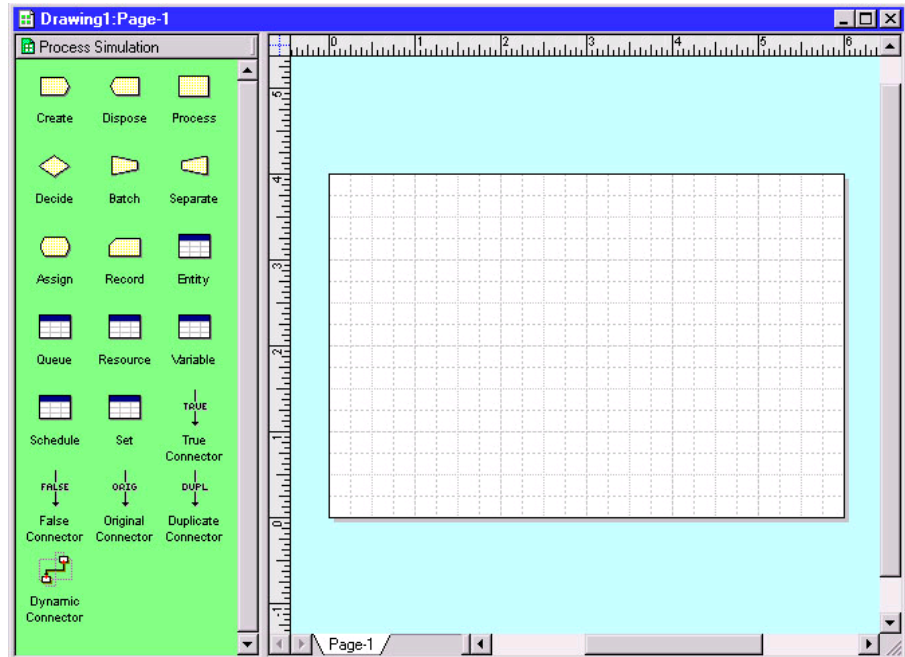 Drawing1:Page-1
Process Simulation
0 1 2 3 4 5 6
Create Dispose Process
Decide Batch Separate
Assign Record Entity
Queue Resource Variable
TRUE
Schedule Set True
Connector
FALSE ORIG DUPL
False Original Duplicate
Connector Connector Connector
Dynamic
Connector
5
4
3
2
1
0
-1
Page-1